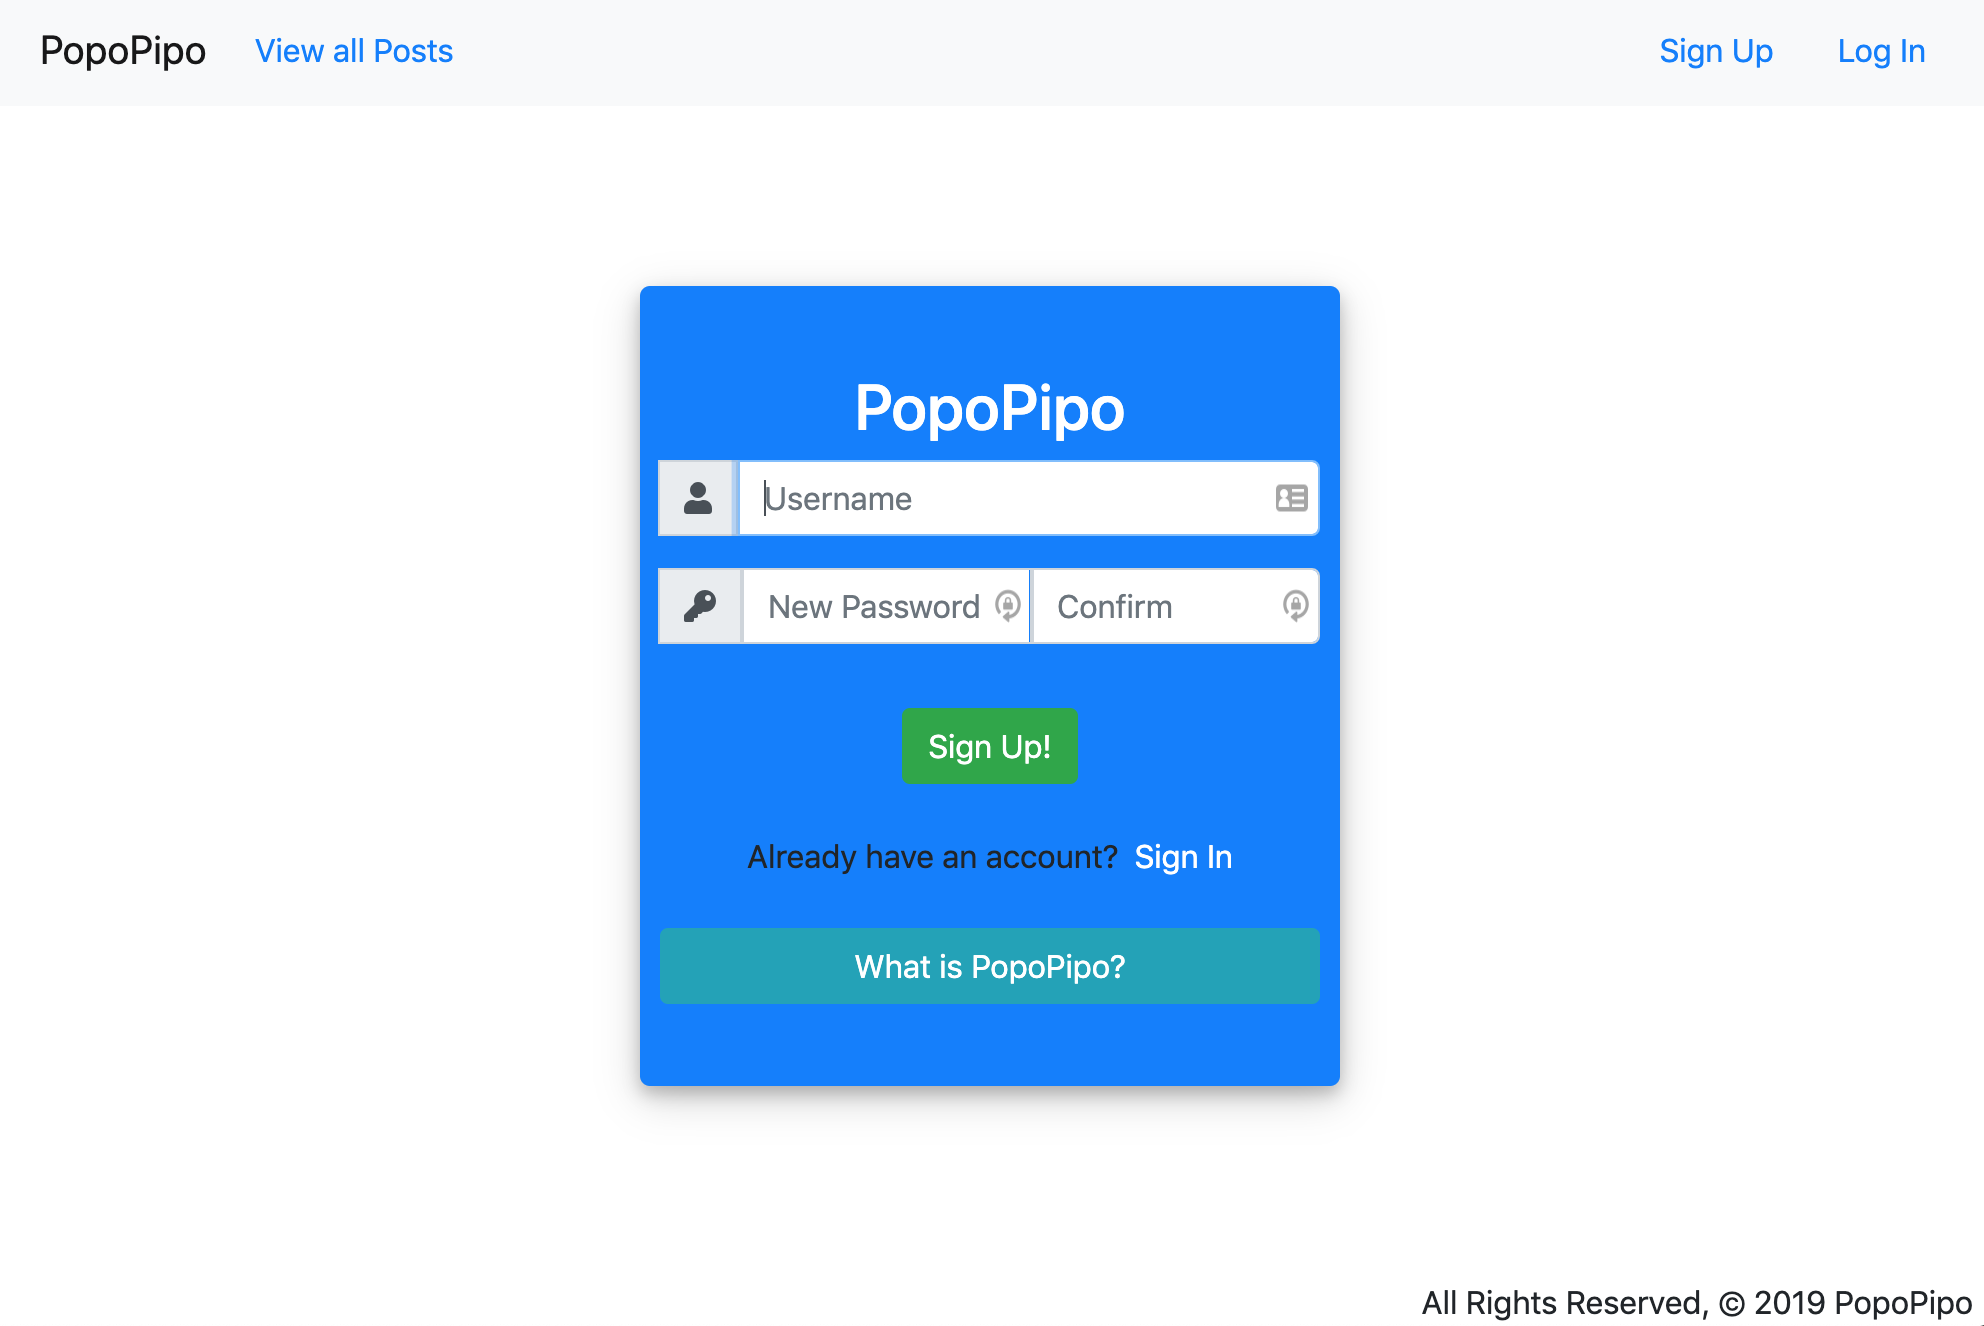 PopoPipo View all Posts Sign Up Log In
PopoPipo
Username
New Password Confirm
Sign Up!
Already have an account? Sign In
What is PopoPipo?
All Rights Reserved, © 2019 PopoPipo